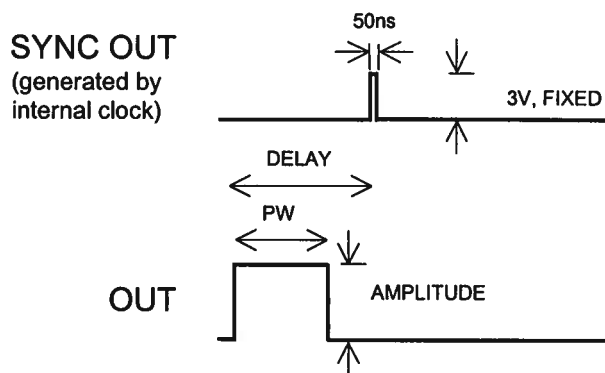 50ns
SYNC OUT
(generated by
internal clock)
3V, FIXED
DELAY
PW
OUT
AMPLITUDE